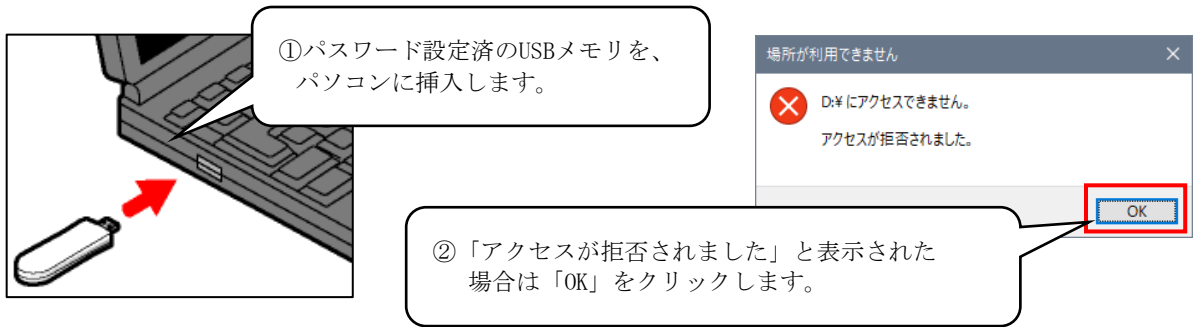 ①パスワード設定済のUSBメモリを、
パソコンに挿入します。
場所が利用できません
D:¥ にアクセスできません。
アクセスが拒否されました。
OK
②「アクセスが拒否されました」と表示された
場合は「OK」をクリックします。